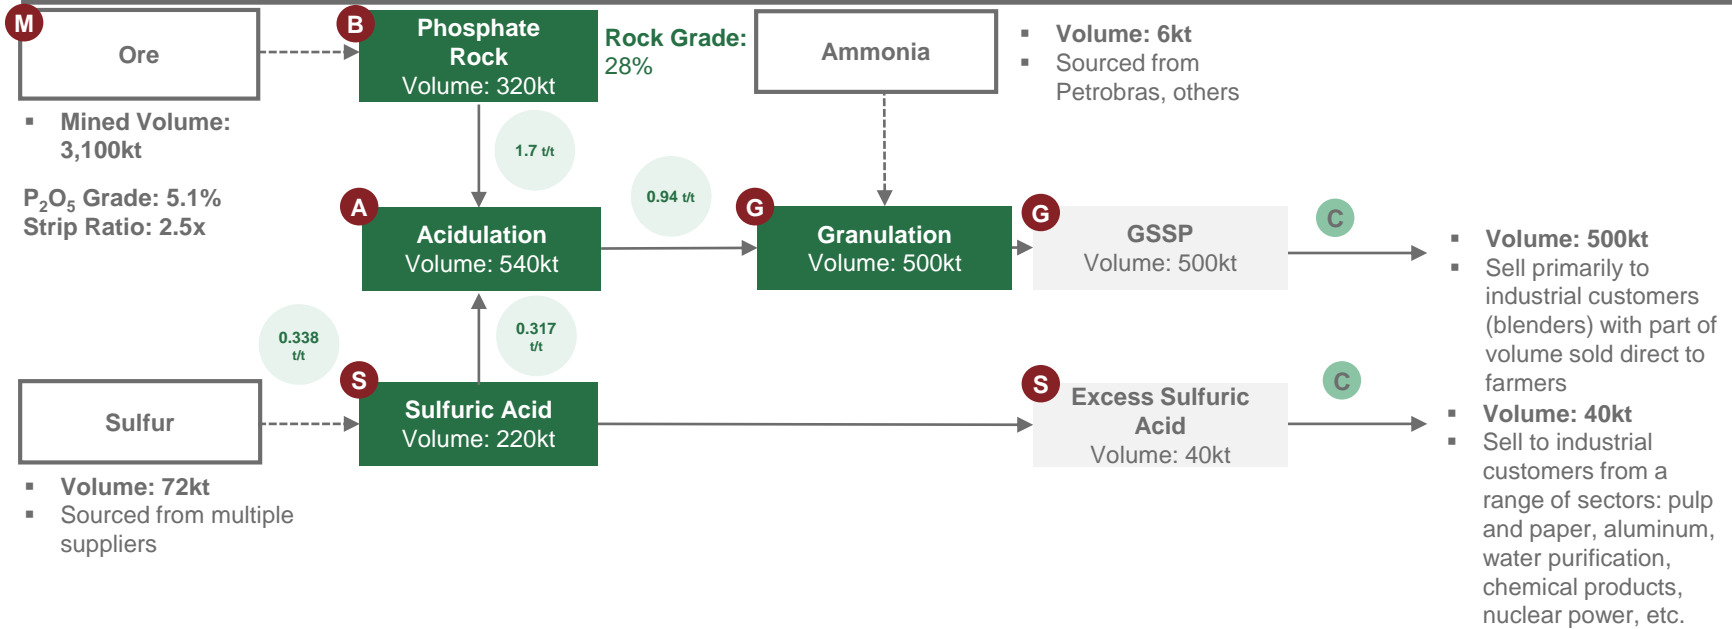 M
Ore
▪ Mined Volume:
3,100kt
P₂O₅ Grade: 5.1%
Strip Ratio: 2.5x
B
Phosphate
Rock
Volume: 320kt
Rock Grade:
28%
Ammonia
▪ Volume: 6kt
▪ Sourced from
Petrobras, others
1.7 t/t
A
Acidulation
Volume: 540kt
0.94 t/t
G
Granulation
Volume: 500kt
G
GSSP
Volume: 500kt
C
▪ Volume: 500kt
▪ Sell primarily to
industrial customers
(blenders) with part of
volume sold direct to
farmers
0.338
t/t
0.317
t/t
Sulfur
▪ Volume: 72kt
▪ Sourced from multiple
suppliers
S
Sulfuric Acid
Volume: 220kt
S
Excess Sulfuric
Acid
Volume: 40kt
C
▪ Volume: 40kt
▪ Sell to industrial
customers from a
range of sectors: pulp
and paper, aluminum,
water purification,
chemical products,
nuclear power, etc.